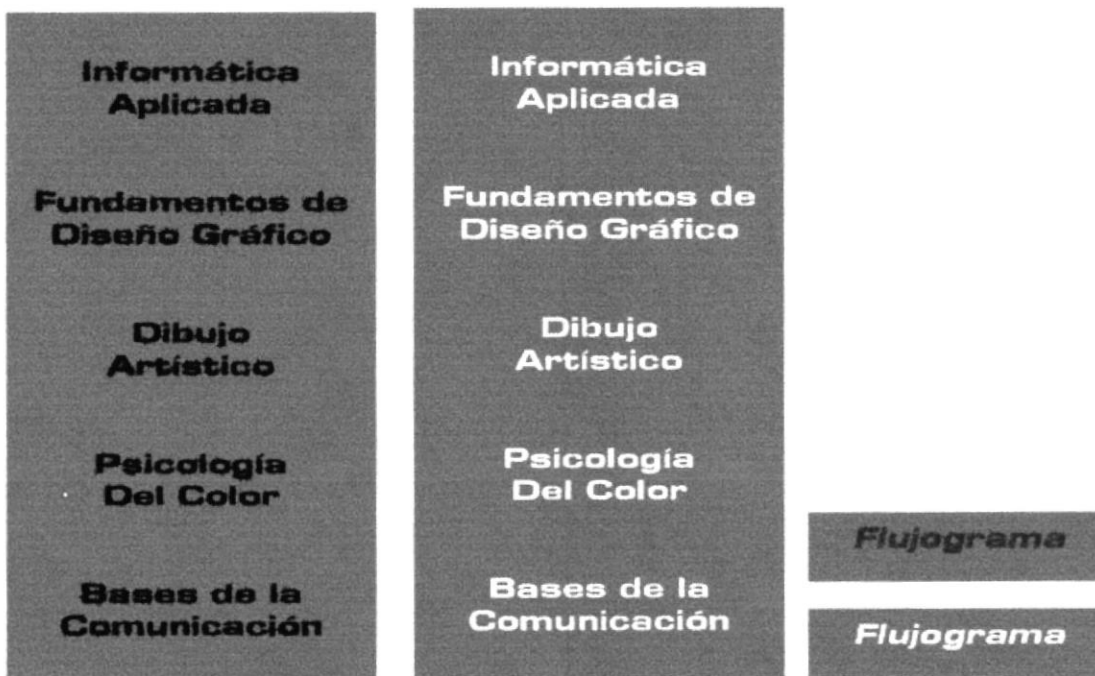 Informática
Aplicada
Fundamentos de
Diseño Gráfico
Dibujo
Artístico
Psicología
Del Color
Bases de la
Comunicación
Informática
Aplicada
Fundamentos de
Diseño Gráfico
Dibujo
Artístico
Psicología
Del Color
Bases de la
Comunicación
Flujograma
Flujograma